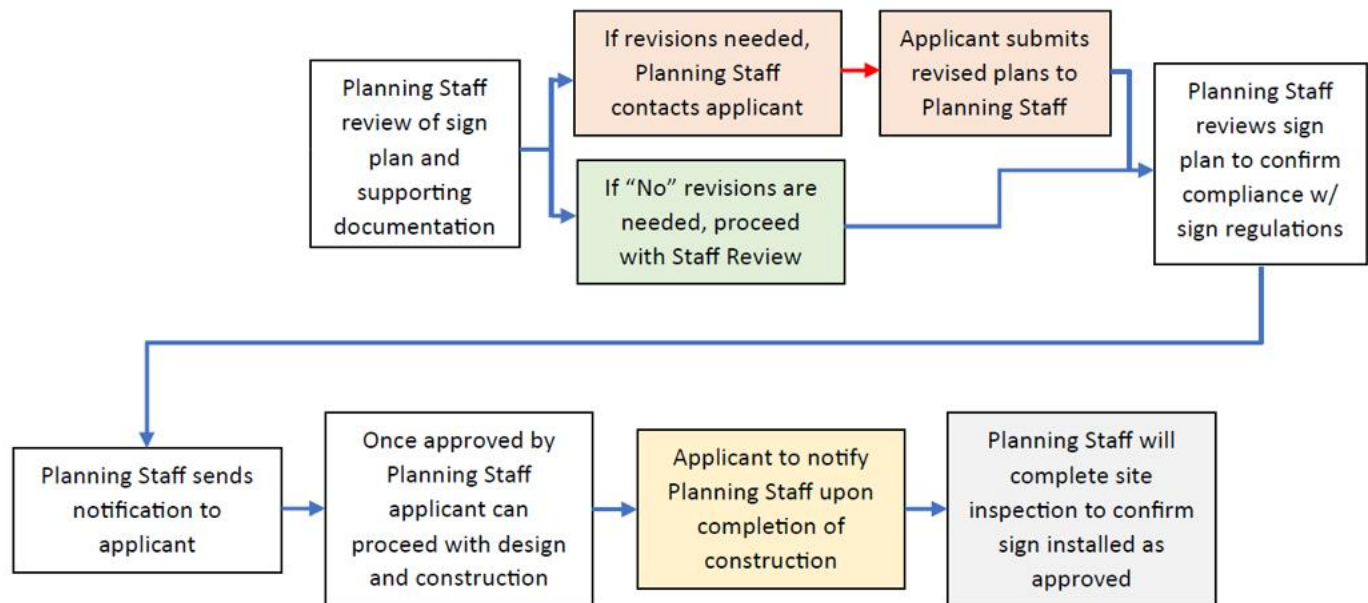 Planning Staff
review of sign
plan and
supporting
documentation
If revisions needed,
Planning Staff
contacts applicant
Applicant submits
revised plans to
Planning Staff
If “No” revisions are
needed, proceed
with Staff Review
Planning Staff
reviews sign
plan to confirm
compliance w/
sign regulations
Planning Staff sends
notification to
applicant
Once approved by
Planning Staff
applicant can
proceed with design
and construction
Applicant to notify
Planning Staff upon
completion of
construction
Planning Staff will
complete site
inspection to confirm
sign installed as
approved